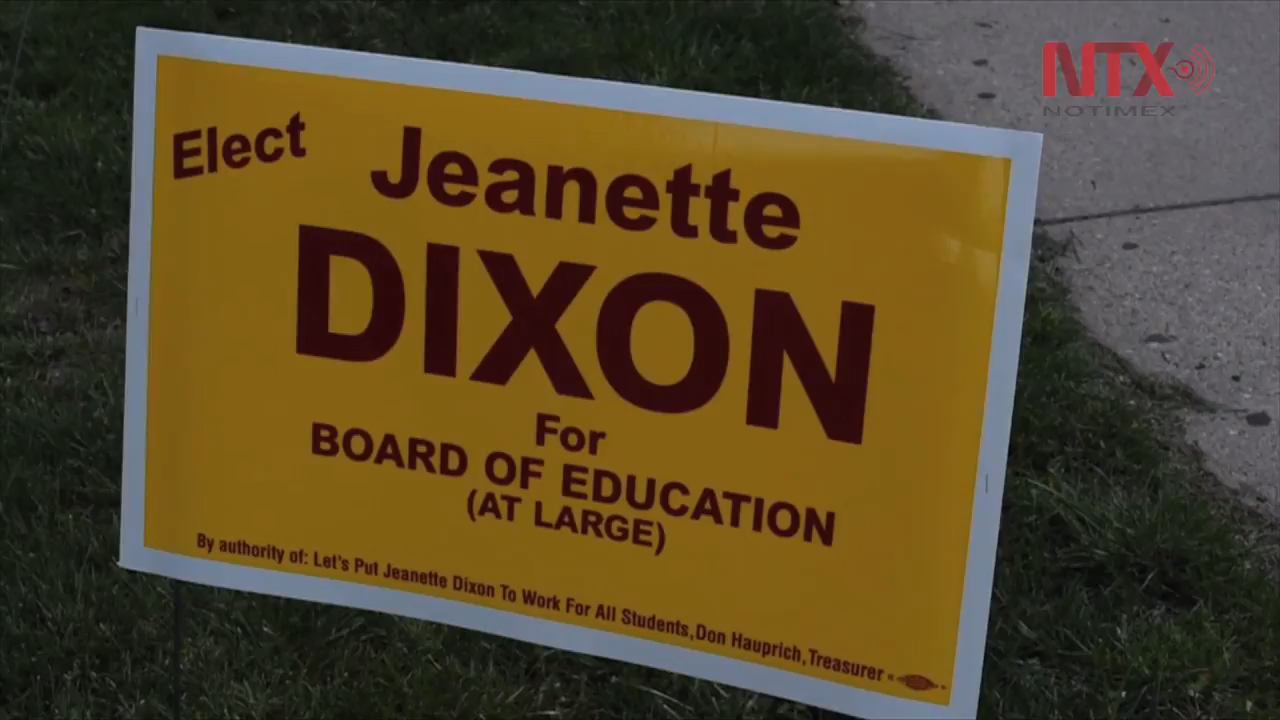 NTX
NOTIMEX
Elect
Jeanette
DIXON
For
BOARD OF EDUCATION
(AT LARGE)
By authority of: Let's Put Jeanette Dixon To Work For All Students, Don Hauprich, Treasurer